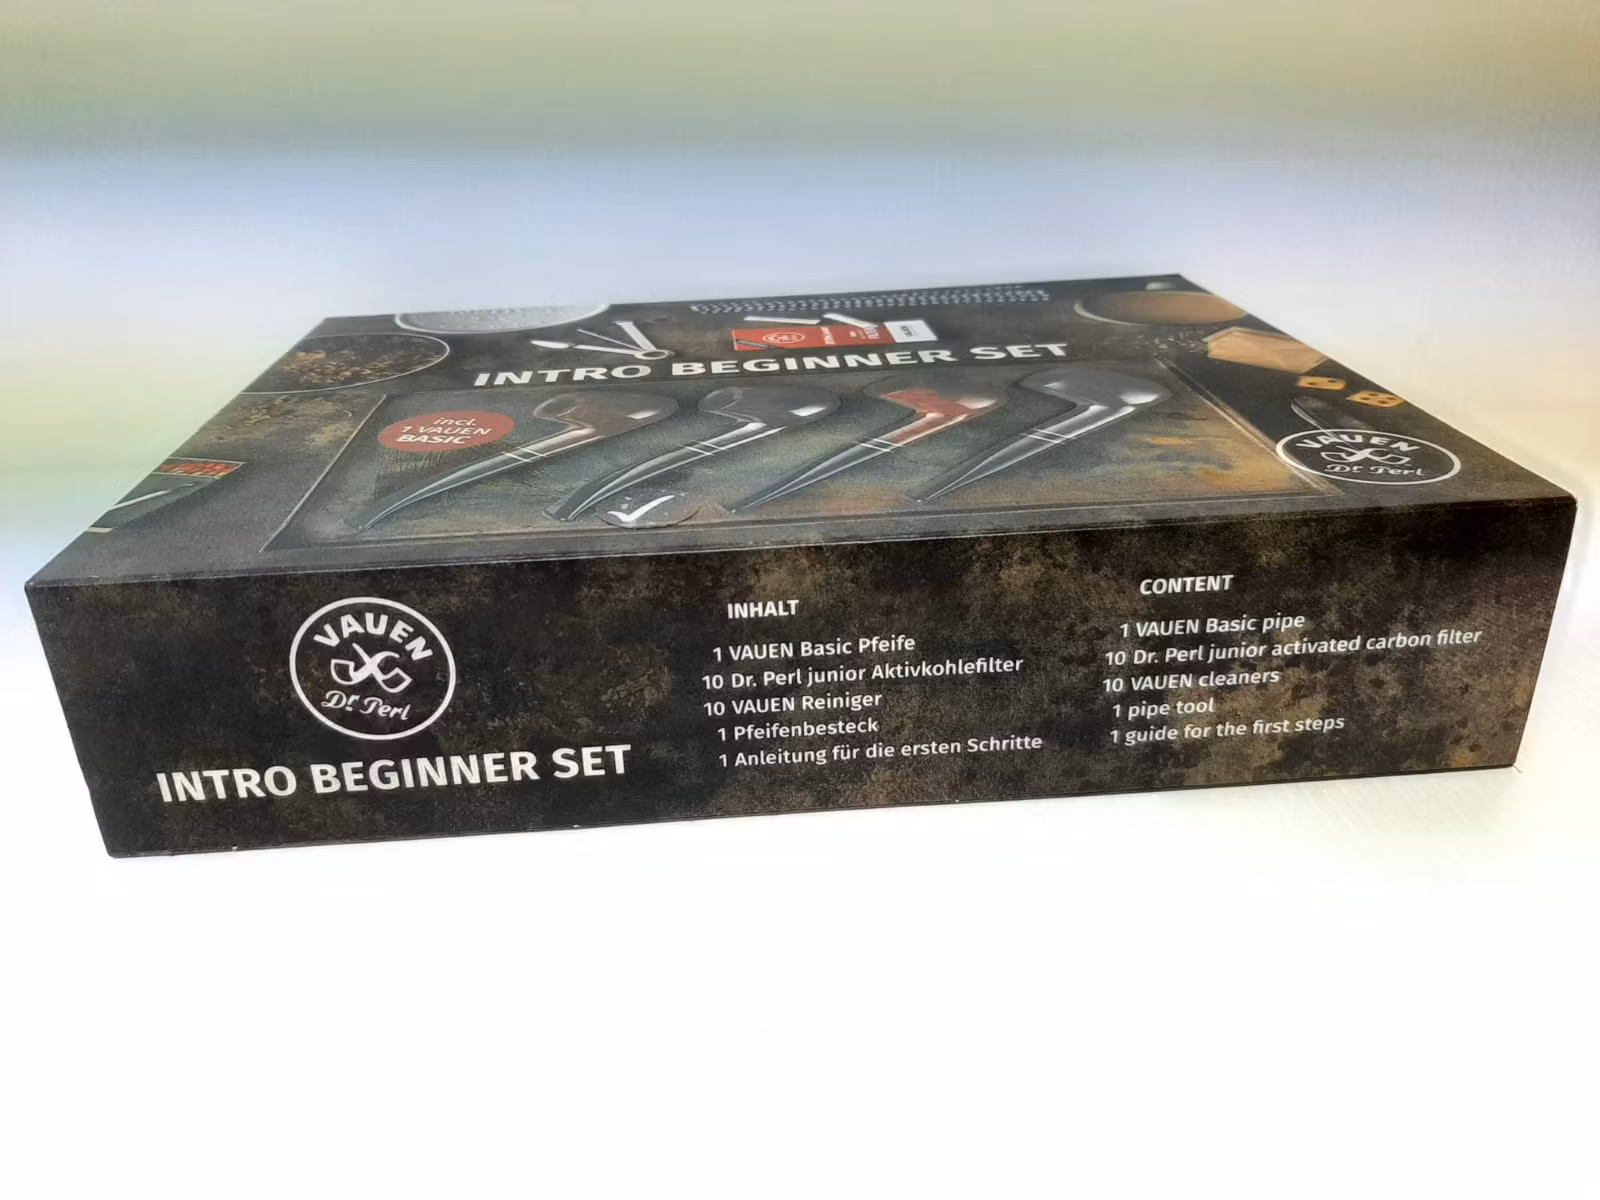 INTRO BEGINNER SET
incl.
1 VAUEN
BASIC
VAUEN
Dr. Perl
VAUEN
Dr. Perl
INTRO BEGINNER SET
INHALT
1 VAUEN Basic Pfeife
10 Dr. Perl junior Aktivkohlefilter
10 VAUEN Reiniger
1 Pfeifenbesteck
1 Anleitung für die ersten Schritte
CONTENT
1 VAUEN Basic pipe
10 Dr. Perl junior activated carbon filter
10 VAUEN cleaners
1 pipe tool
1 guide for the first steps